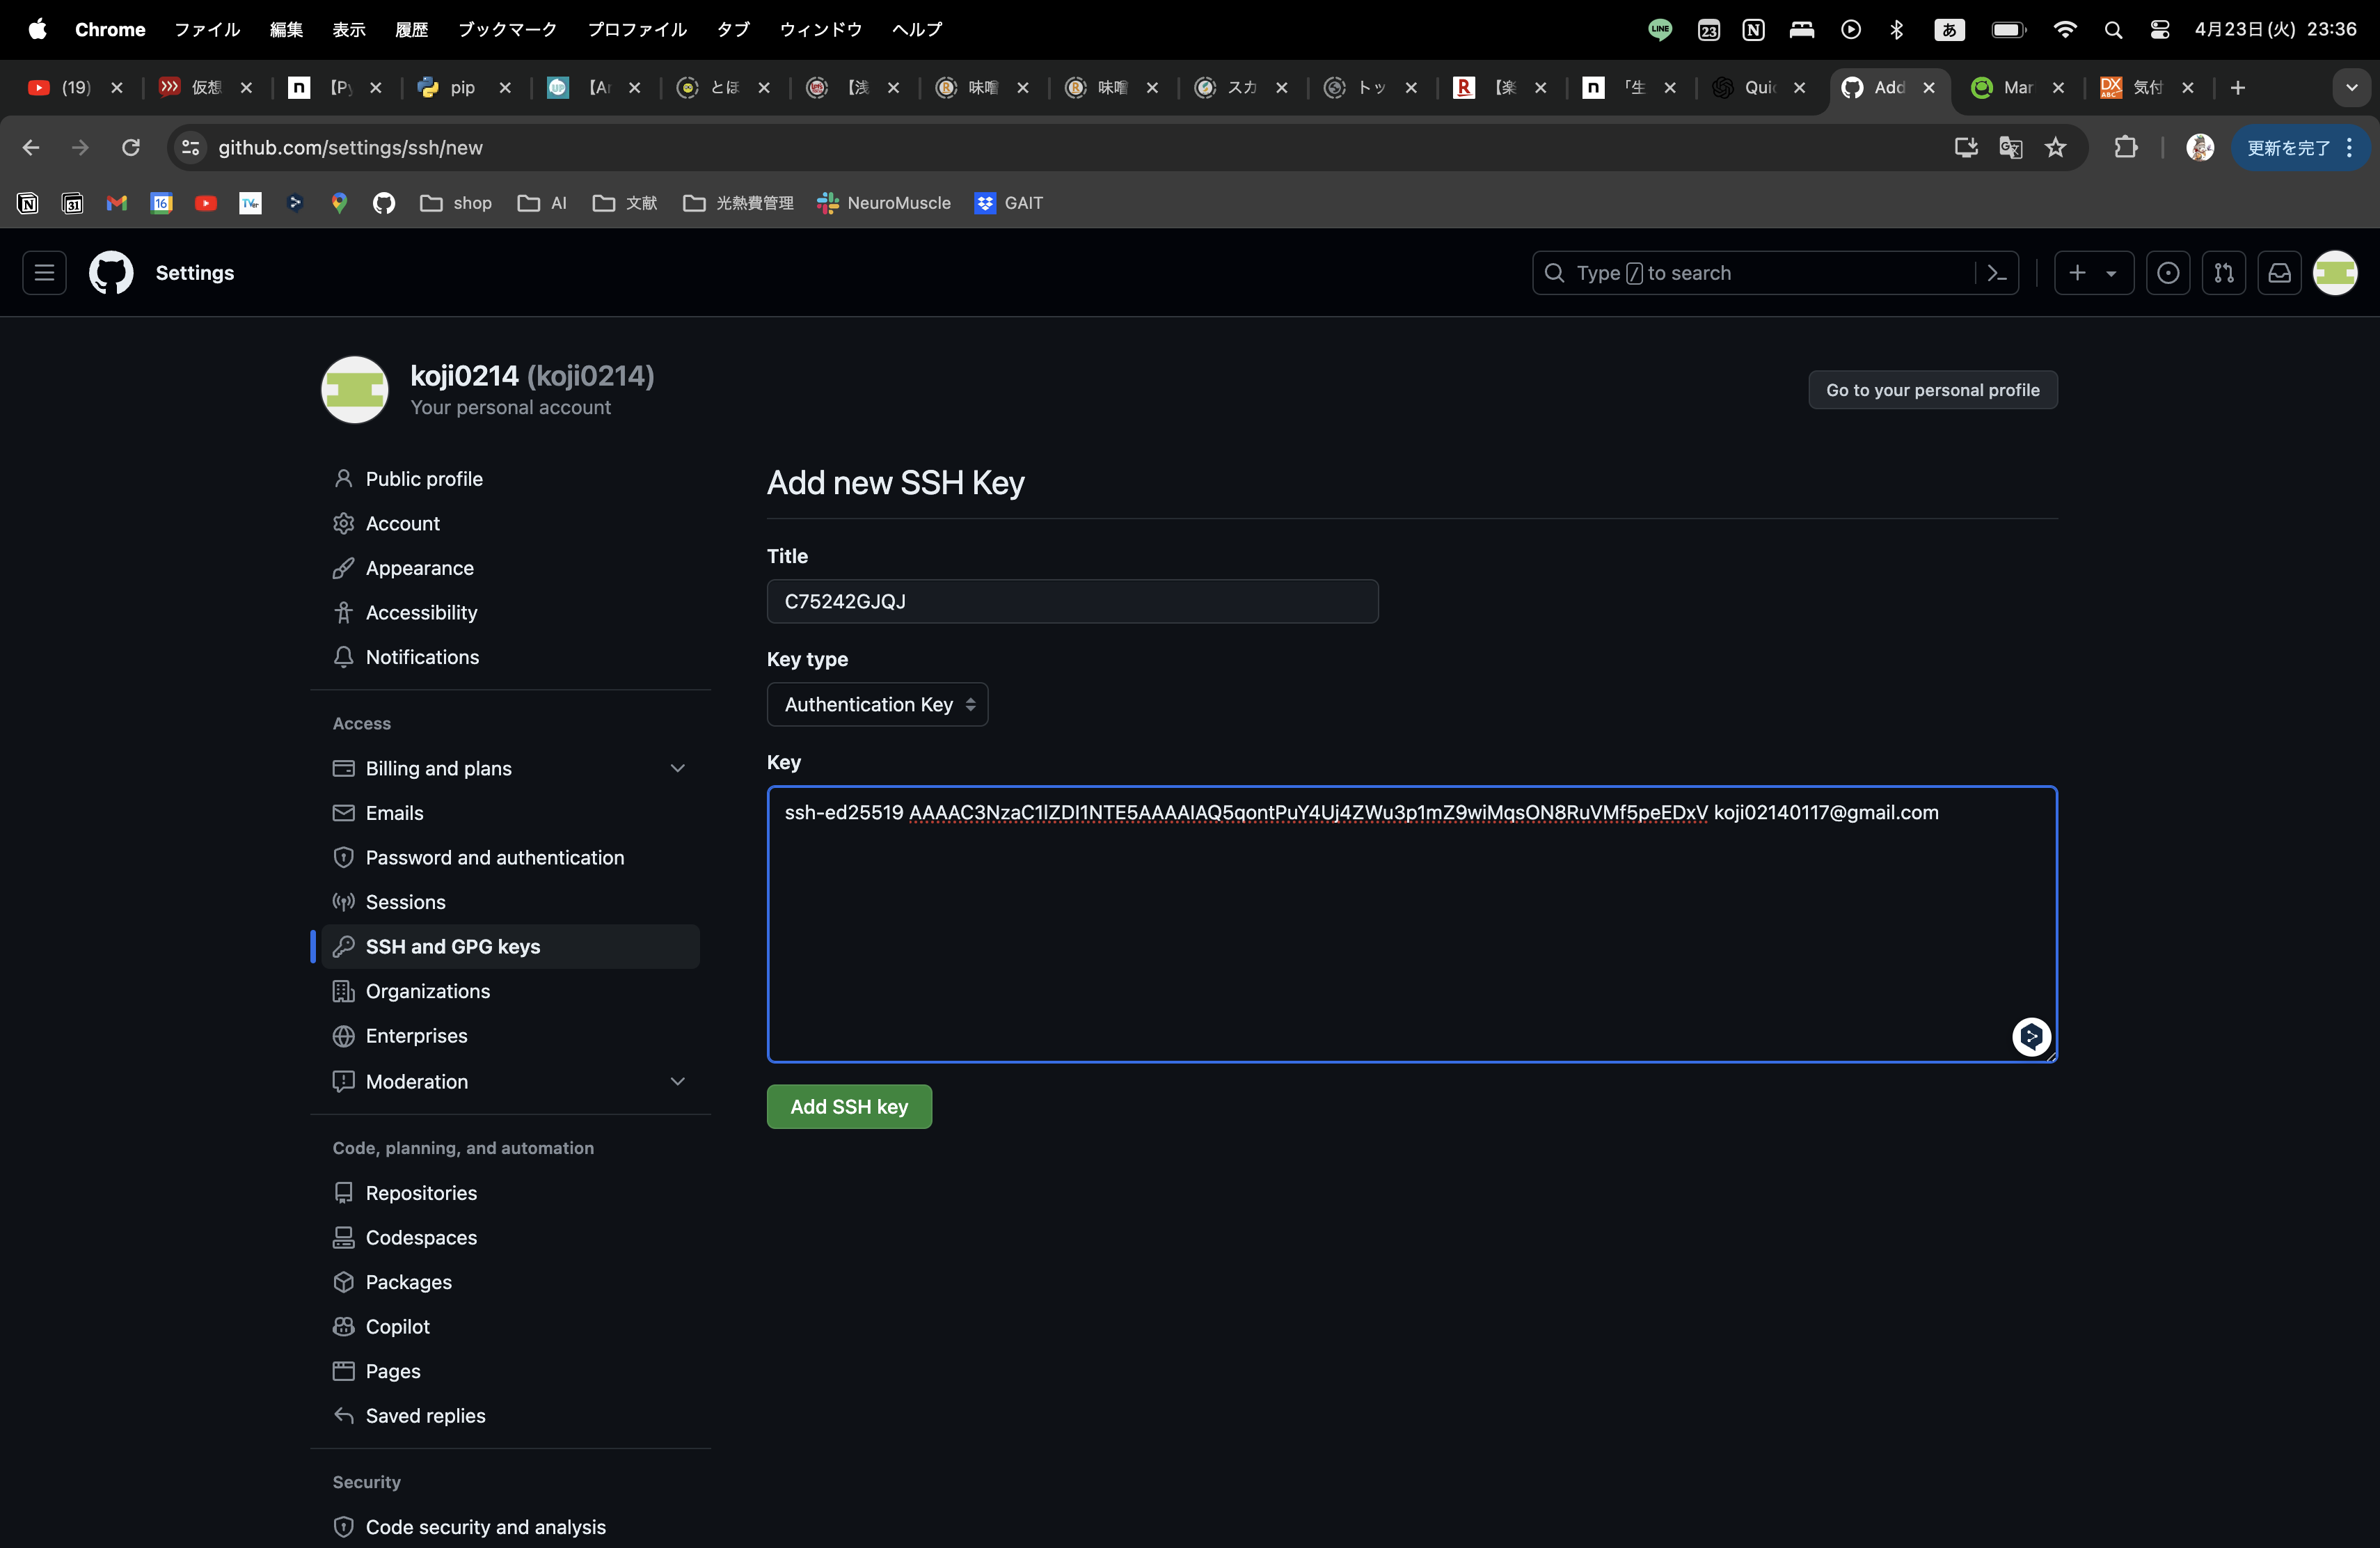 Chrome ファイル 編集 表示 履歴 ブックマーク プロファイル タブ ウィンドウ ヘルプ LINE 23 N あ 4月23日(火) 23:36
(19) 仮想 【Py pip 【Ar とほ 【浅 味噌 味噌 スカ トッ 【楽 「生 Quic Add Mar 気付
github.com/settings/ssh/new 更新を完了
31 16 shop AI 文献 光熱費管理 NeuroMuscle GAIT
Settings Type / to search
koji0214 (koji0214)
Your personal account
Go to your personal profile
Public profile
Account
Appearance
Accessibility
Notifications
Access
Billing and plans
Emails
Password and authentication
Sessions
SSH and GPG keys
Organizations
Enterprises
Moderation
Code, planning, and automation
Repositories
Codespaces
Packages
Copilot
Pages
Saved replies
Security
Code security and analysis
Add new SSH Key
Title
C75242GJQJ
Key type
Authentication Key
Key
ssh-ed25519 AAAAC3NzaC1lZDI1NTE5AAAAIAQ5qontPuY4Uj4ZWu3p1mZ9wiMqsON8RuVMf5peEDxV koji02140117@gmail.com
Add SSH key